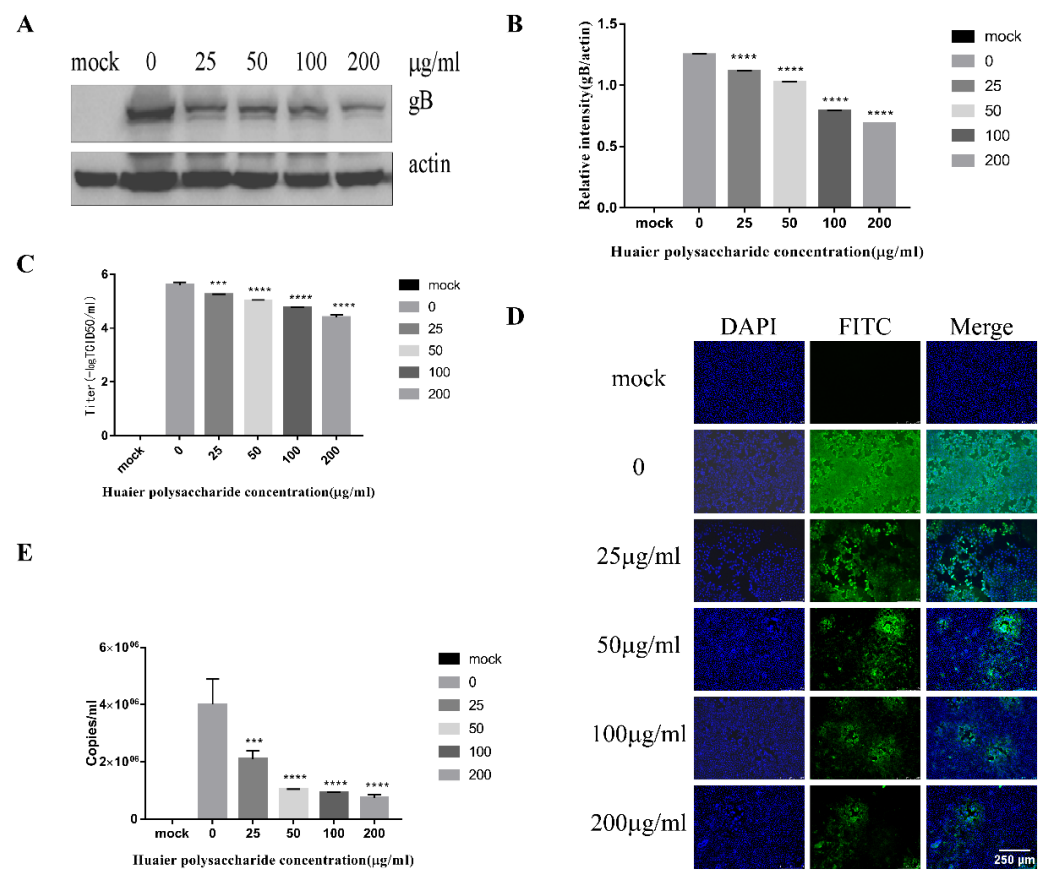 A
mock 0 25 50 100 200 μg/ml
gB
actin
B
Relative intensity(gB/actin)
1.5
1.0
0.5
0.0
**** **** **** ****
mock 0 25 50 100 200
Huaier polysaccharide concentration(μg/ml)
mock
0
25
50
100
200
C
Titer(-lgTCID50/ml)
6
4
2
0
*** **** **** ****
mock 0 25 50 100 200
Huaier polysaccharide concentration(μg/ml)
mock
0
25
50
100
200
D
DAPI FITC Merge
mock
0
25μg/ml
50μg/ml
100μg/ml
200μg/ml
250 μm
E
Copies/ml
6×10⁰⁶
4×10⁰⁶
2×10⁰⁶
0
*** **** **** ****
mock 0 25 50 100 200
Huaier polysaccharide concentration(μg/ml)
mock
0
25
50
100
200